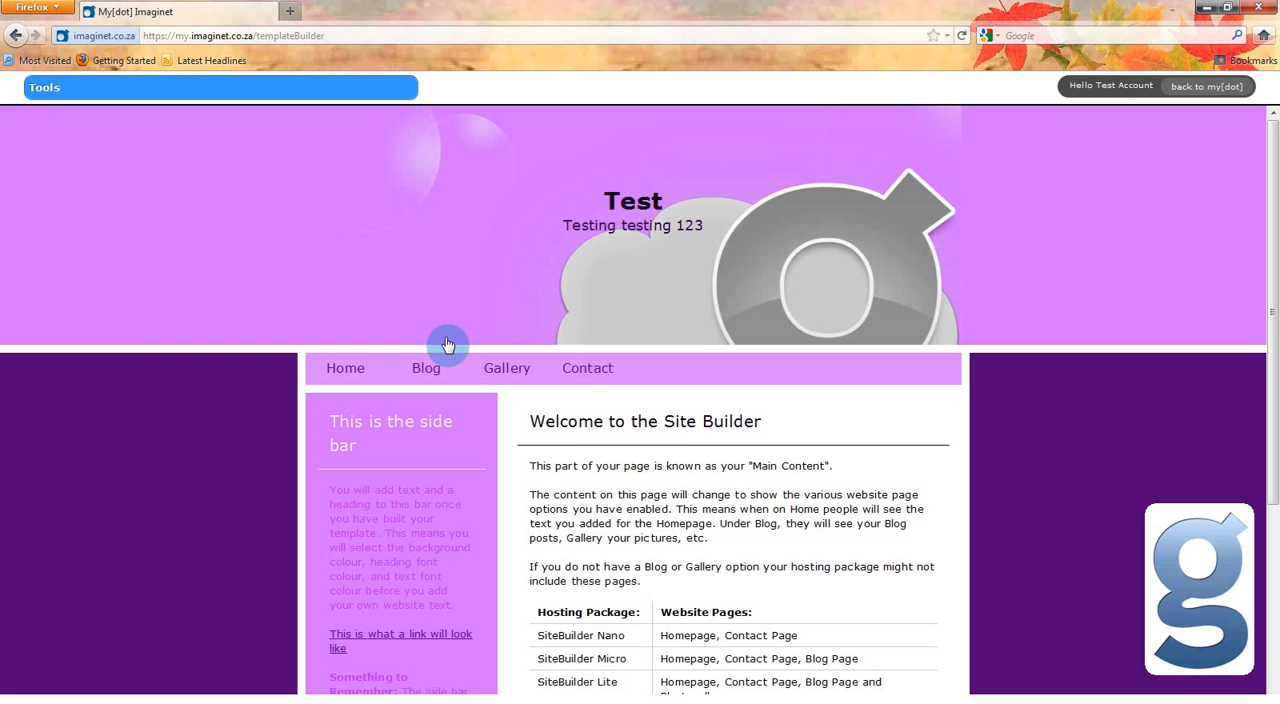 Firefox
My[dot] Imaginet
imaginet.co.za https://my.imaginet.co.za/templateBuilder
Google
Most Visited Getting Started Latest Headlines
Bookmarks
Tools
Hello Test Account back to my[dot]
Test
Testing testing 123
Home Blog Gallery Contact
This is the side
bar
You will add text and a
heading to this bar once
you have built your
template. This means you
will select the background
colour, heading font
colour, and text font
colour before you add
your own website text.
This is what a link will look
like
Something to
Remember: The side bar
Welcome to the Site Builder
This part of your page is known as your "Main Content".
The content on this page will change to show the various website page
options you have enabled. This means when on Home people will see the
text you added for the Homepage. Under Blog, they will see your Blog
posts, Gallery your pictures, etc.
If you do not have a Blog or Gallery option your hosting package might not
include these pages.
Hosting Package: Website Pages:
SiteBuilder Nano Homepage, Contact Page
SiteBuilder Micro Homepage, Contact Page, Blog Page
SiteBuilder Lite Homepage, Contact Page, Blog Page and
g